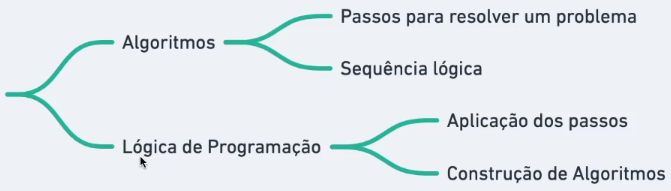 Passos para resolver um problema
Algoritmos
Sequência lógica
Aplicação dos passos
Lógica de Programação
Construção de Algoritmos